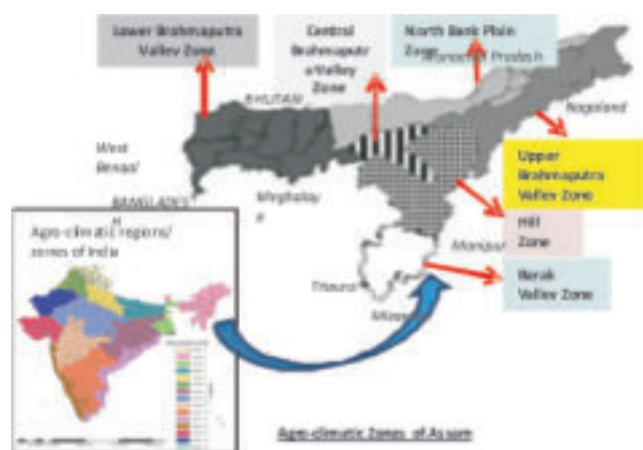 Lower Brahmaputra
Valley Zone
Central
Brahmaputr
a Valley
Zone
North Bank Plain
Zone
Arunachal Pradesh
BHUTAN
Nagaland
West
Bengal
Upper
Brahmaputra
Valley Zone
BANGLADES
H
Meghalay
a
Hill
Zone
Agro-climatic regions/
zones of India
Manipur
Barak
Valley Zone
Tripura
Agro-climatic Zones of Assam